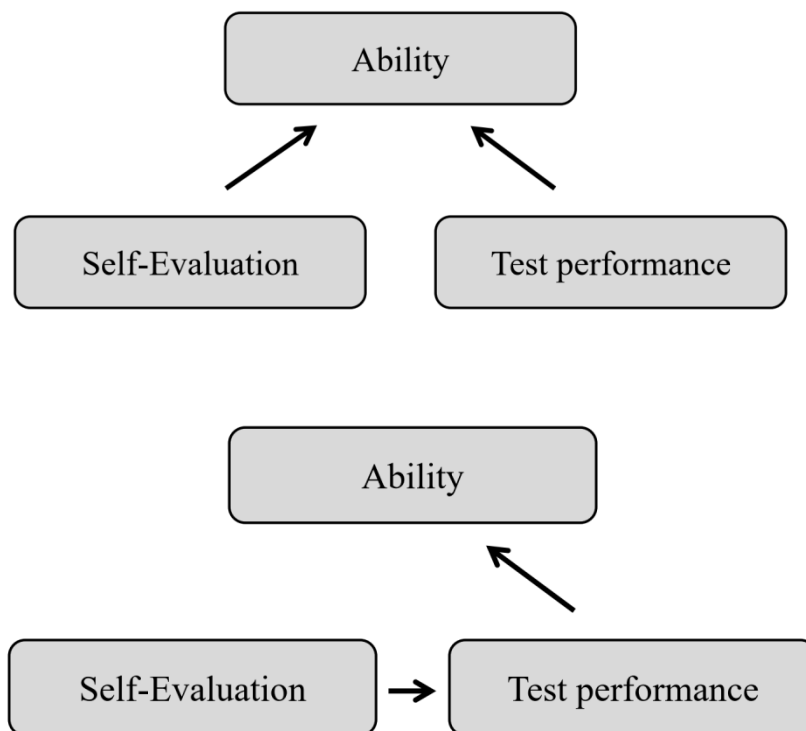 Ability
Self-Evaluation
Test performance
Ability
Self-Evaluation
Test performance